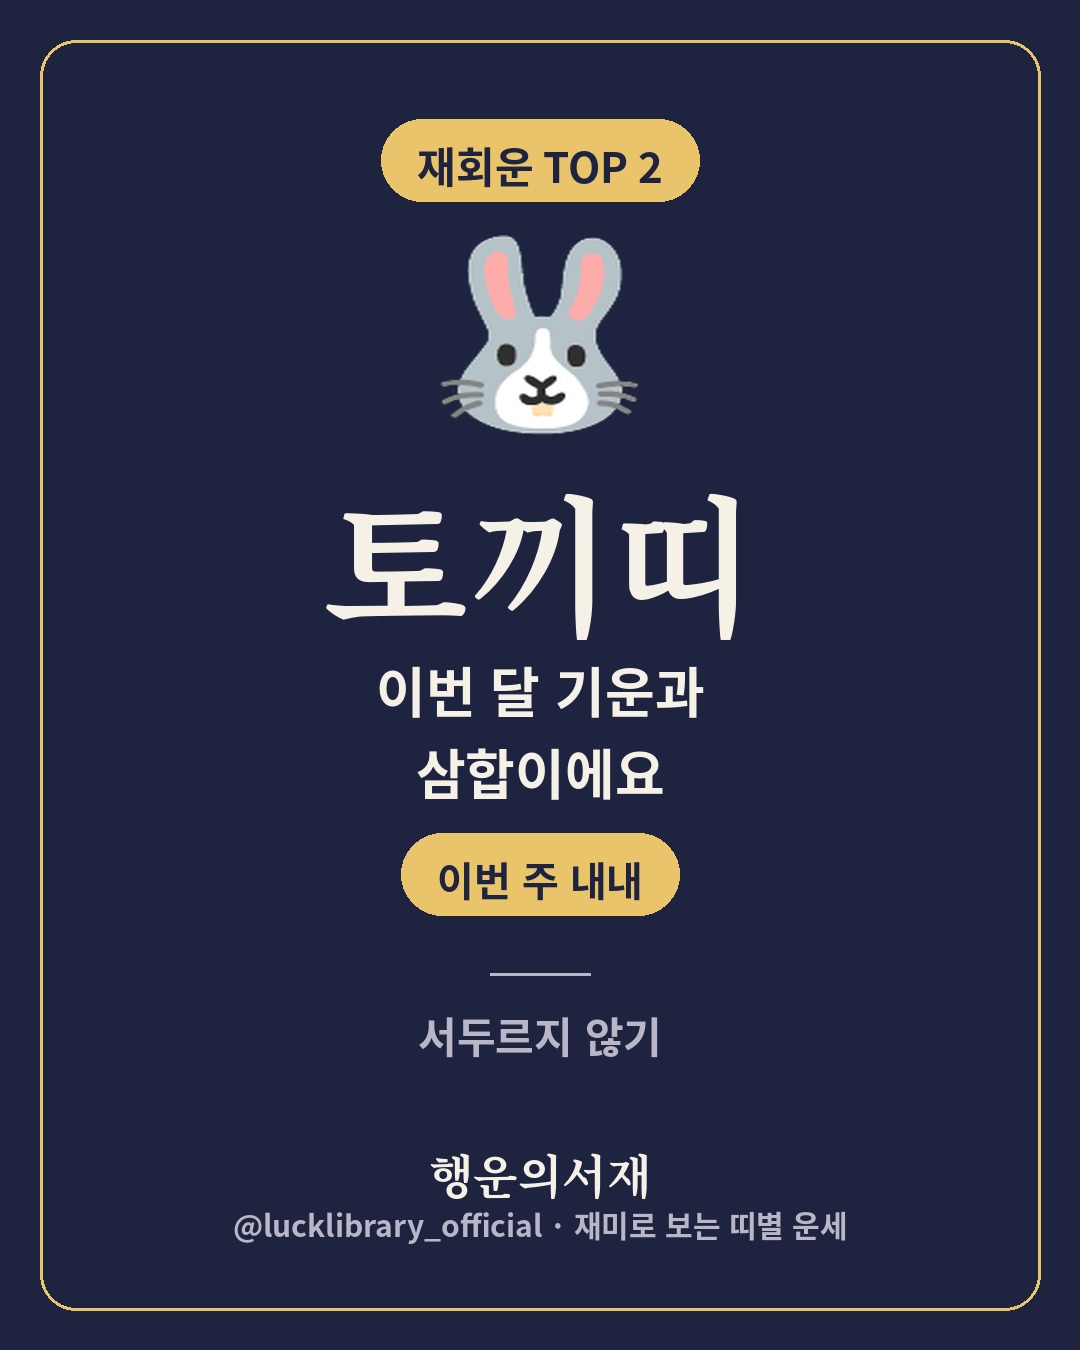 재회운 TOP 2
토끼띠
이번 달 기운과
삼합이에요
이번 주 내내
서두르지 않기
행운의서재
@lucklibrary_official · 재미로 보는 띠별 운세